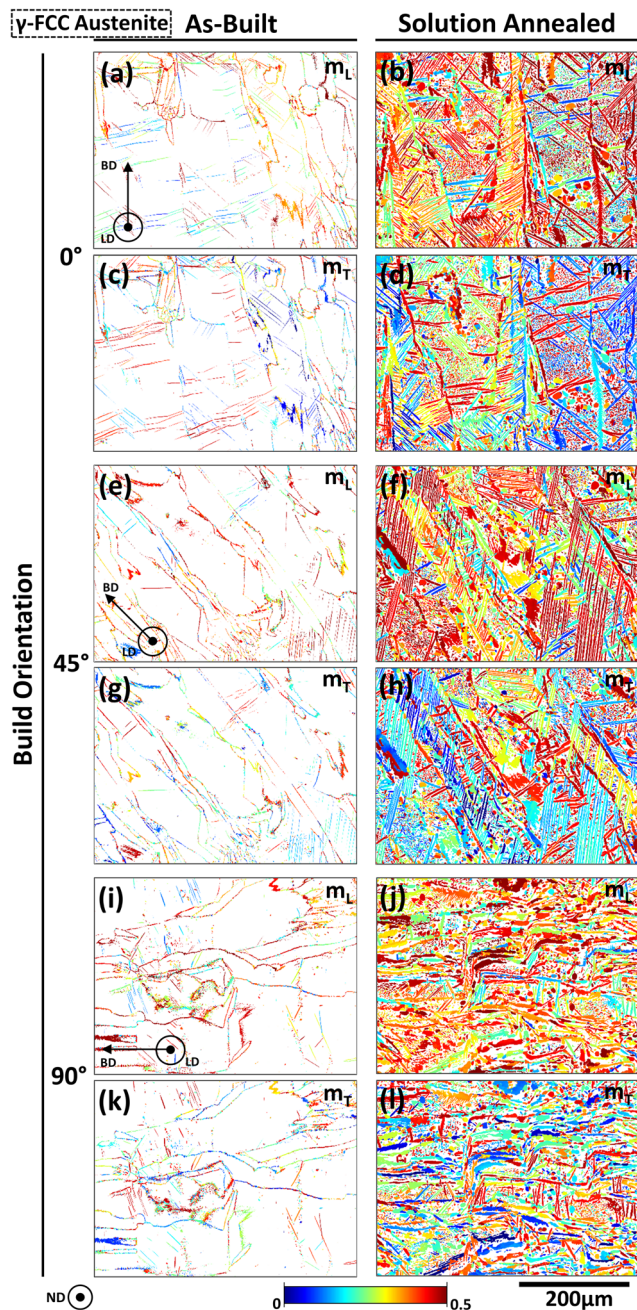 γ-FCC Austenite As-Built Solution Annealed
(a) mL (b) mL
BD
LD
0°
(c) mT (d) mT
(e) mL (f) mL
BD
LD
45°
(g) mT (h) mT
Build Orientation
(i) mL (j) mL
BD LD
90°
(k) mT (l) mT
ND 0 0.5 200μm